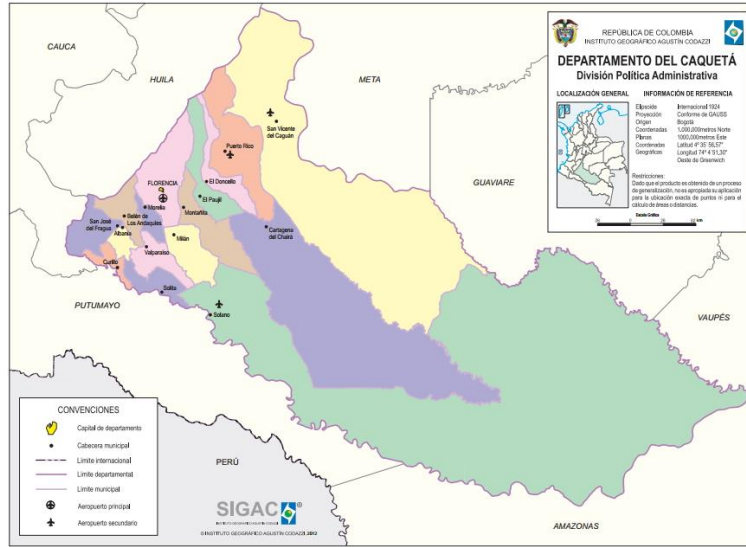 REPÚBLICA DE COLOMBIA
INSTITUTO GEOGRÁFICO AGUSTÍN CODAZZI
DEPARTAMENTO DEL CAQUETÁ
División Política Administrativa
LOCALIZACIÓN GENERAL
INFORMACIÓN DE REFERENCIA
Elipsoide Internacional 1924
Proyección Conforme de GAUSS
Origen Bogotá
Coordenadas 1.000.000metros Norte
Planas 1000.000metros Este
Coordenadas Latitud 4° 35' 56,57"
Geográficas Longitud 74° 4'51,30"
Oeste de Greenwich
Restricciones:
Dado que el producto es obtenido de un proceso
de generalización, no es apropiada su aplicación
para la ubicación exacta de puntos ni para el
cálculo de áreas o distancias.
Escala Gráfica
CAUCA
HUILA
META
GUAVIARE
VAUPÉS
AMAZONAS
PERÚ
PUTUMAYO
San Vicente
del Caguán
Puerto Rico
El Doncello
FLORENCIA
El Paujil
Morelia
Montañita
Belén de
Los Andaquíes
San José
del Fragua
Albania
Milán
Cartagena
del Chairá
Valparaíso
Curillo
Solita
Solano
CONVENCIONES
Capital de departamento
Cabecera municipal
Límite internacional
Límite departamental
Límite municipal
Aeropuerto principal
Aeropuerto secundario
SIGAC
©INSTITUTO GEOGRÁFICO AGUSTÍN CODAZZI 2012